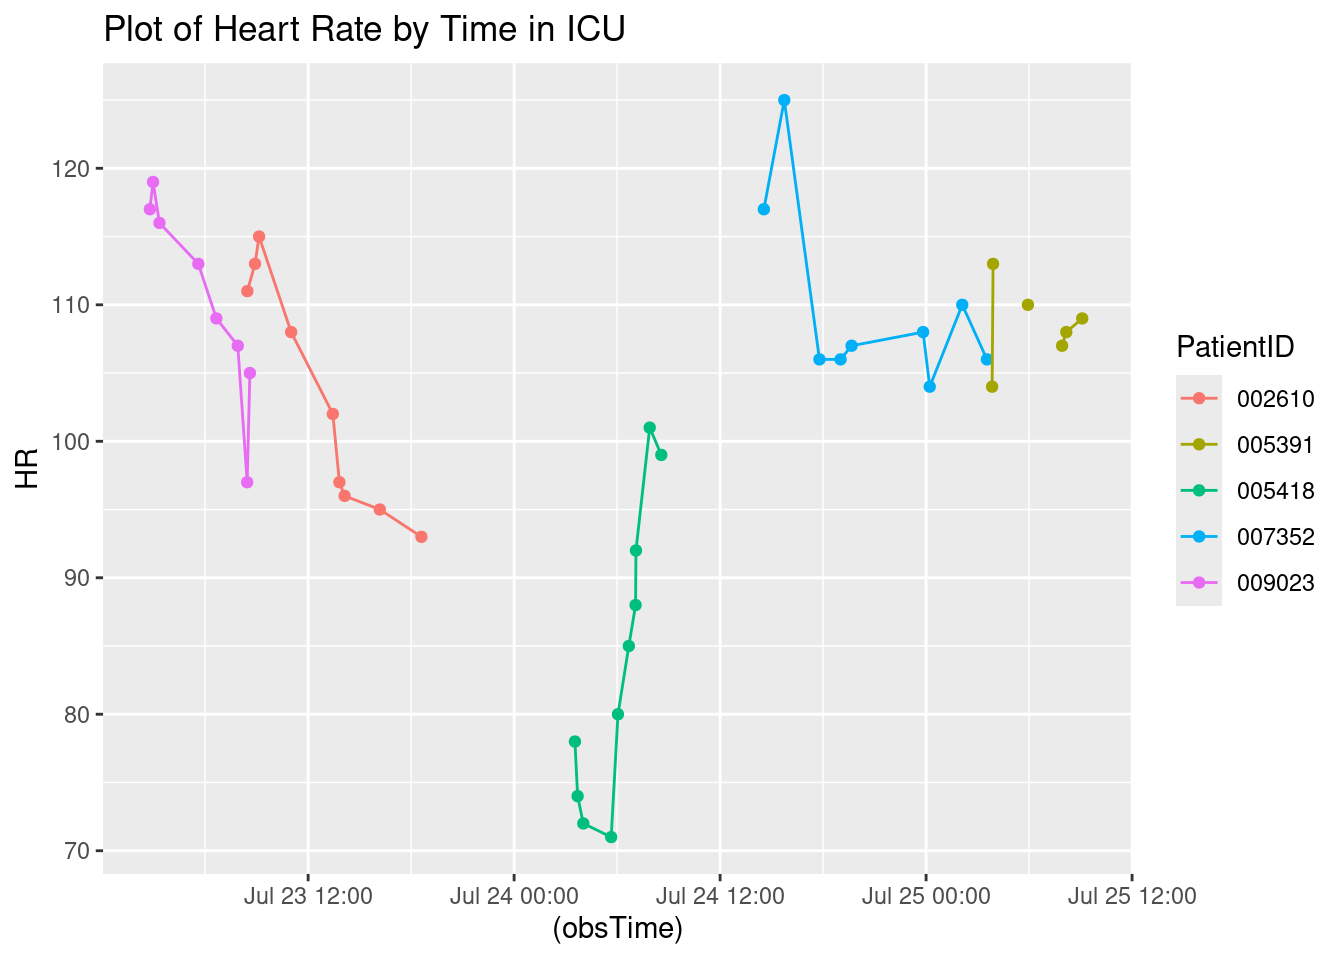 Plot of Heart Rate by Time in ICU
120
110
100
90
80
70
HR
Jul 23 12:00
Jul 24 00:00
Jul 24 12:00
Jul 25 00:00
Jul 25 12:00
(obsTime)
PatientID
002610
005391
005418
007352
009023